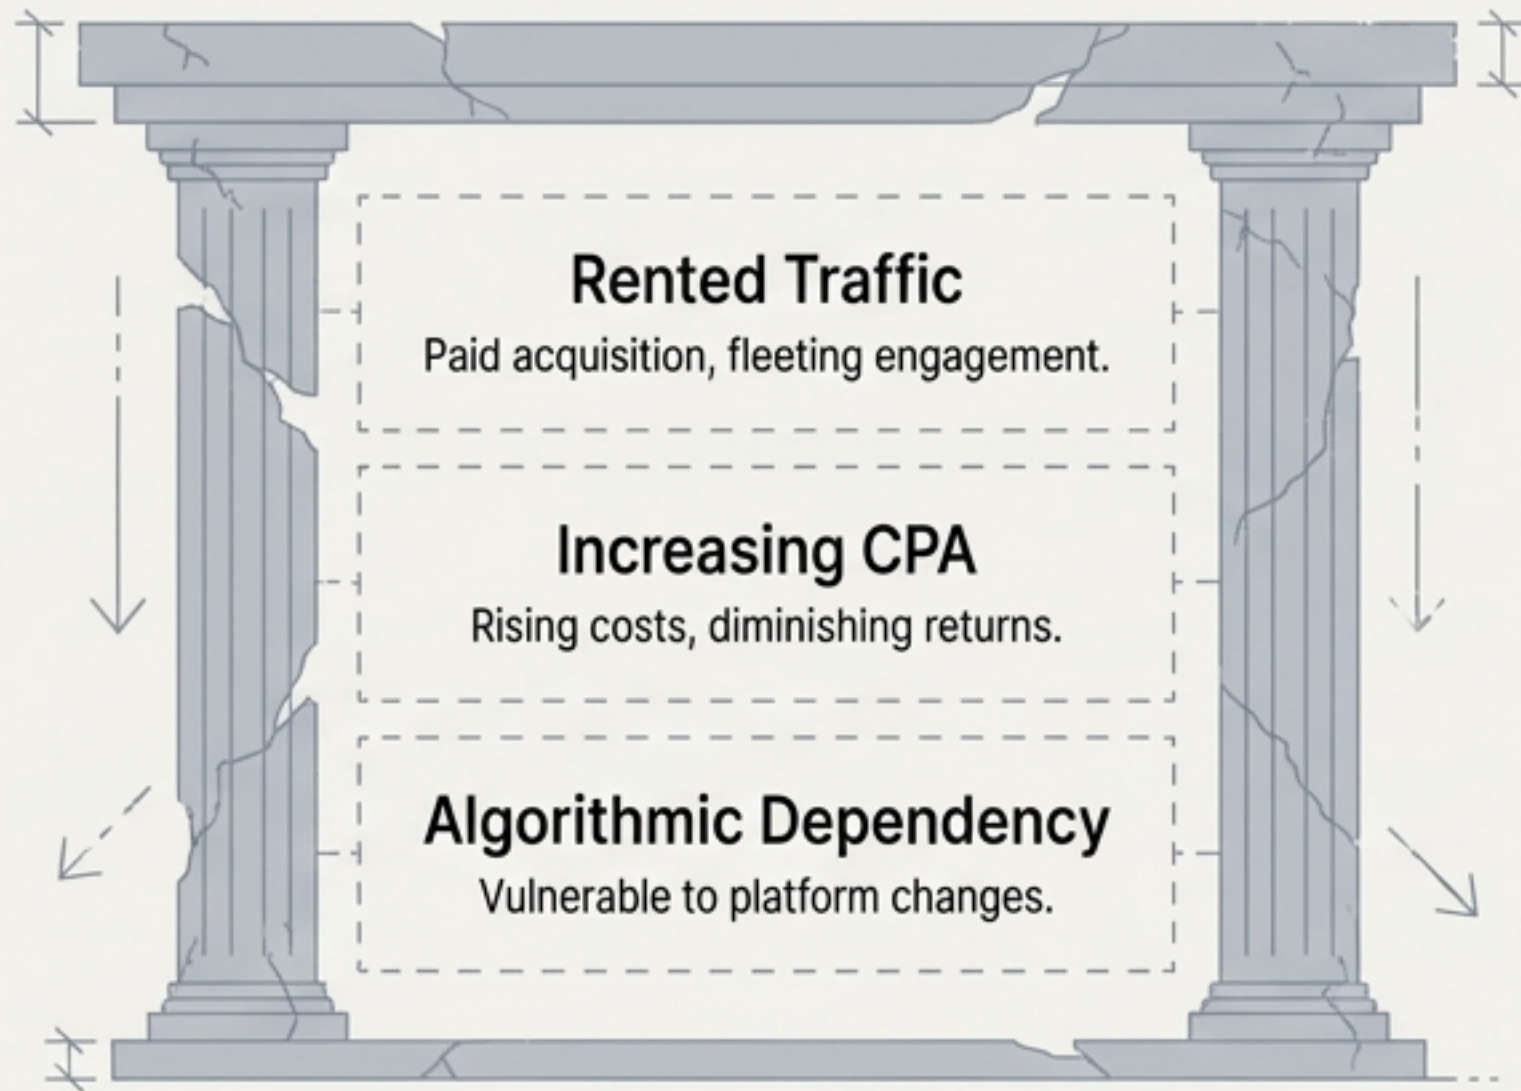 Rented Traffic
Paid acquisition, fleeting engagement.
Increasing CPA
Rising costs, diminishing returns.
Algorithmic Dependency
Vulnerable to platform changes.